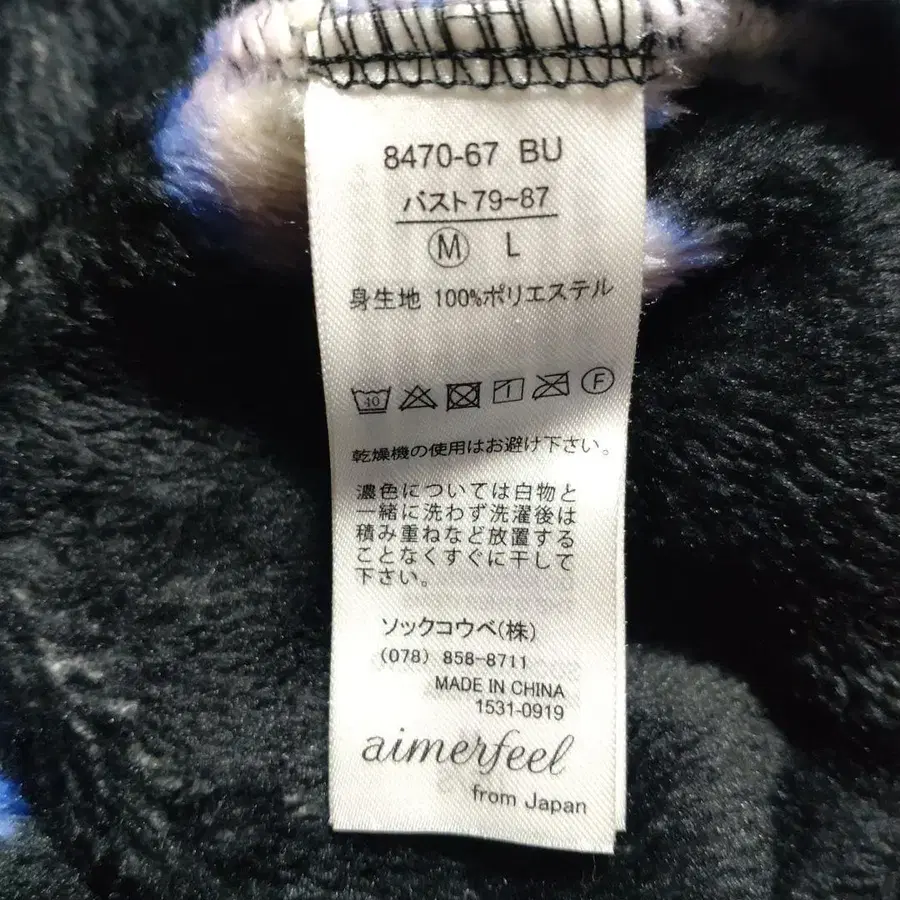 8470-67 BU
バスト79~87
M L
身生地 100%ポリエステル
40 1 F
乾燥機の使用はお避け下さい。
濃色については白物と
一緒に洗わず洗濯後は
積み重ねなど放置する
ことなくすぐに干して
下さい。
ソックコウベ(株)
(078) 858-8711
MADE IN CHINA
1531-0919
aimerfeel
from Japan